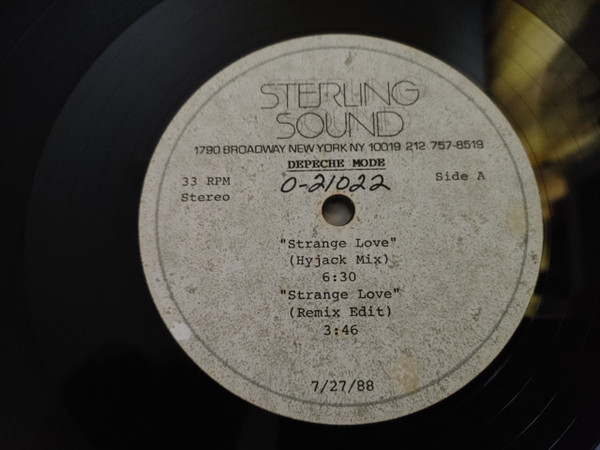 STERLING
SOUND
1790 BROADWAY NEW YORK NY 10019 212 757-8519
DEPECHE MODE
33 RPM 0-21022 Side A
Stereo
"Strange Love"
(Hyjack Mix)
6:30
"Strange Love"
(Remix Edit)
3:46
7/27/88